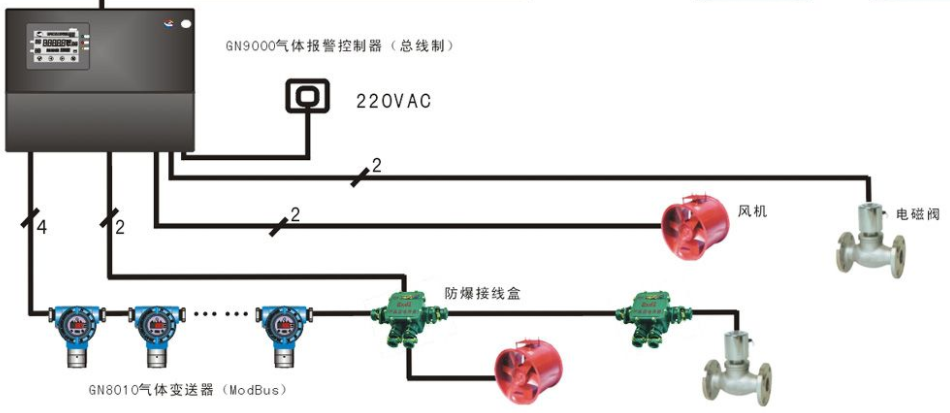 GN9000气体报警控制器（总线制）
220VAC
2
2
4
2
风机
电磁阀
防爆接线盒
GN8010气体变送器（ModBus）